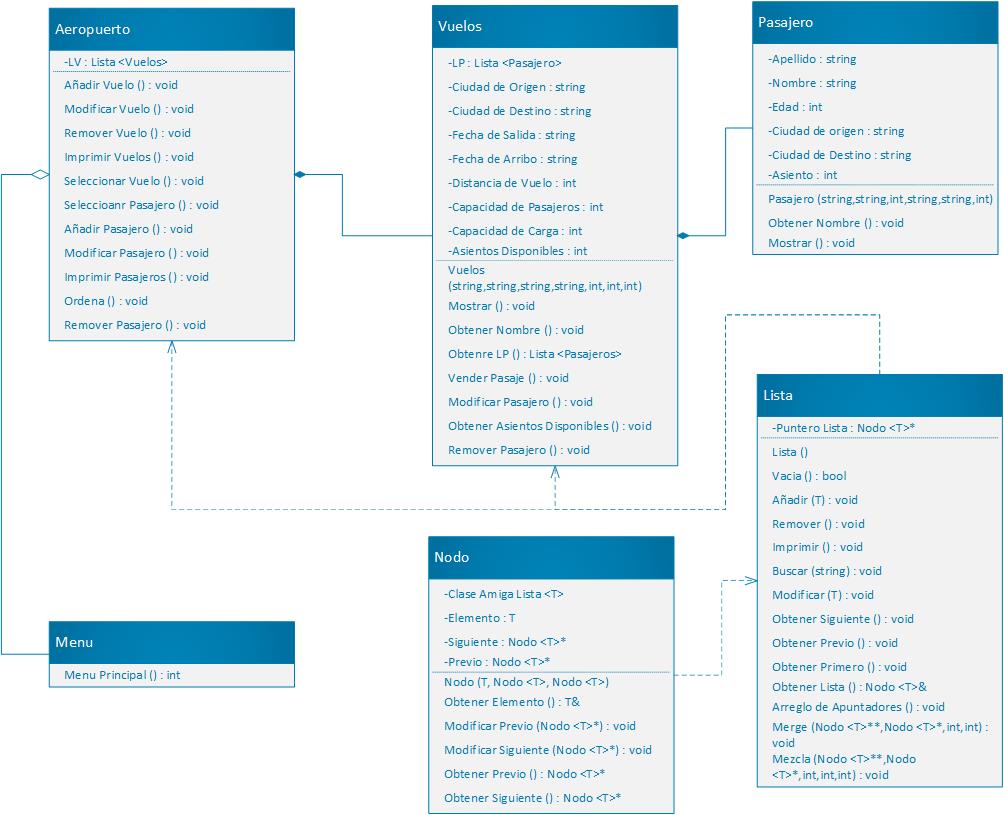 Aeropuerto
-LV : Lista <Vuelos>
Añadir Vuelo () : void
Modificar Vuelo () : void
Remover Vuelo () : void
Imprimir Vuelos () : void
Seleccionar Vuelo () : void
Seleccioanr Pasajero () : void
Añadir Pasajero () : void
Modificar Pasajero () : void
Imprimir Pasajeros () : void
Ordena () : void
Remover Pasajero () : void
Vuelos
-LP : Lista <Pasajero>
-Ciudad de Origen : string
-Ciudad de Destino : string
-Fecha de Salida : string
-Fecha de Arribo : string
-Distancia de Vuelo : int
-Capacidad de Pasajeros : int
-Capacidad de Carga : int
-Asientos Disponibles : int
Vuelos
(string,string,string,string,int,int,int)
Mostrar () : void
Obtener Nombre () : void
Obtenre LP () : Lista <Pasajeros>
Vender Pasaje () : void
Modificar Pasajero () : void
Obtener Asientos Disponibles () : void
Remover Pasajero () : void
Pasajero
-Apellido : string
-Nombre : string
-Edad : int
-Ciudad de origen : string
-Ciudad de Destino : string
-Asiento : int
Pasajero (string,string,int,string,string,int)
Obtener Nombre () : void
Mostrar () : void
Lista
-Puntero Lista : Nodo <T>*
Lista ()
Vacia () : bool
Añadir (T) : void
Remover () : void
Imprimir () : void
Buscar (string) : void
Modificar (T) : void
Obtener Siguiente () : void
Obtener Previo () : void
Obtener Primero () : void
Obtener Lista () : Nodo <T>&
Arreglo de Apuntadores () : void
Merge (Nodo <T>**,Nodo <T>*,int,int) :
void
Mezcla (Nodo <T>**,Nodo
<T>*,int,int,int) : void
Nodo
-Clase Amiga Lista <T>
-Elemento : T
-Siguiente : Nodo <T>*
-Previo : Nodo <T>*
Nodo (T, Nodo <T>, Nodo <T>)
Obtener Elemento () : T&
Modificar Previo (Nodo <T>*) : void
Modificar Siguiente (Nodo <T>*) : void
Obtener Previo () : Nodo <T>*
Obtener Siguiente () : Nodo <T>*
Menu
Menu Principal () : int